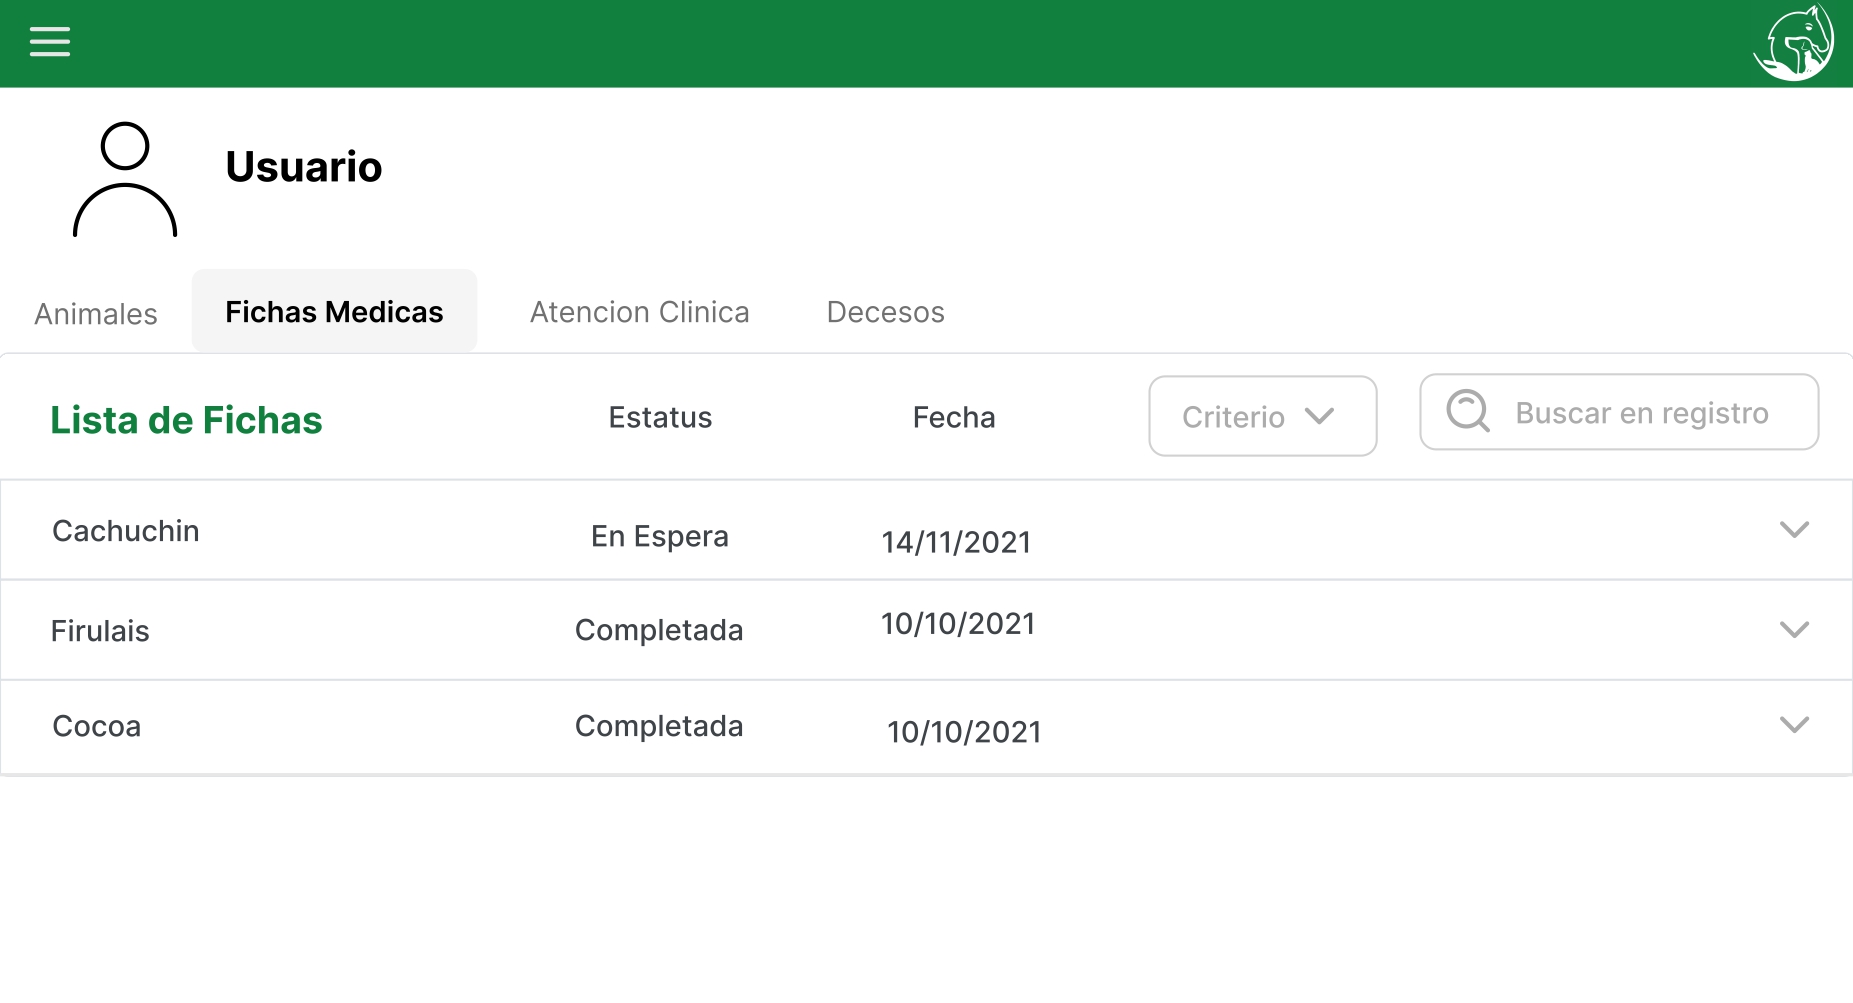 Usuario
Animales Fichas Medicas Atencion Clinica Decesos
Lista de Fichas Estatus Fecha Criterio Buscar en registro
Cachuchin En Espera 14/11/2021
Firulais Completada 10/10/2021
Cocoa Completada 10/10/2021